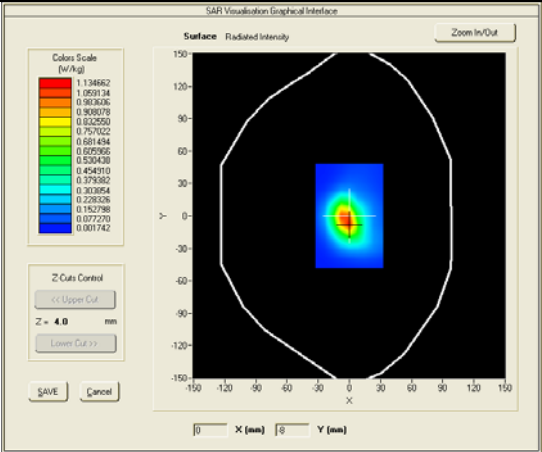 SAR Visualisation Graphical Interface
Surface Radiated Intensity
Zoom In/Out
Colors Scale
(W/kg)
1.134662
1.059134
0.983606
0.908078
0.832550
0.757022
0.681494
0.605966
0.530438
0.454910
0.379382
0.303854
0.228326
0.152798
0.077270
0.001742
Z-Cuts Control
<< Upper Cut
Z = 4.0 mm
Lower Cut >>
SAVE Cancel
150-
120-
90-
60-
30-
0-
-30-
-60-
-90-
-120-
-150-
Y
-150 -120 -90 -60 -30 0 30 60 90 120 150
X
0 X (mm) -8 Y (mm)